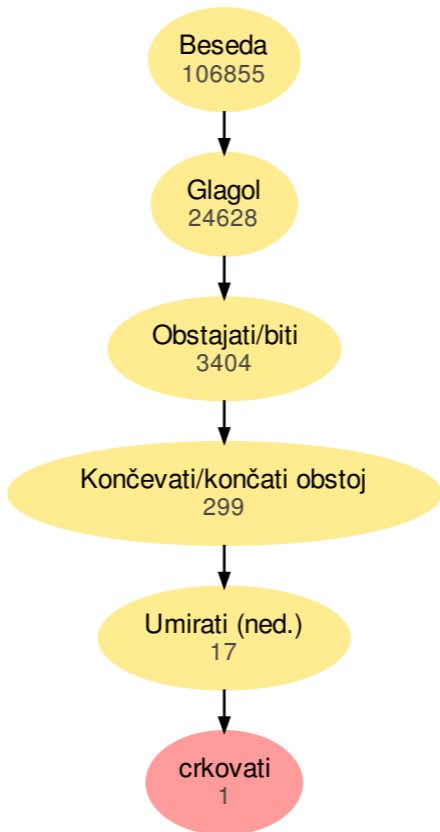 Beseda
106855
Glagol
24628
Obstajati/biti
3404
Končevati/končati obstoj
299
Umirati (ned.)
17
crkovati
1